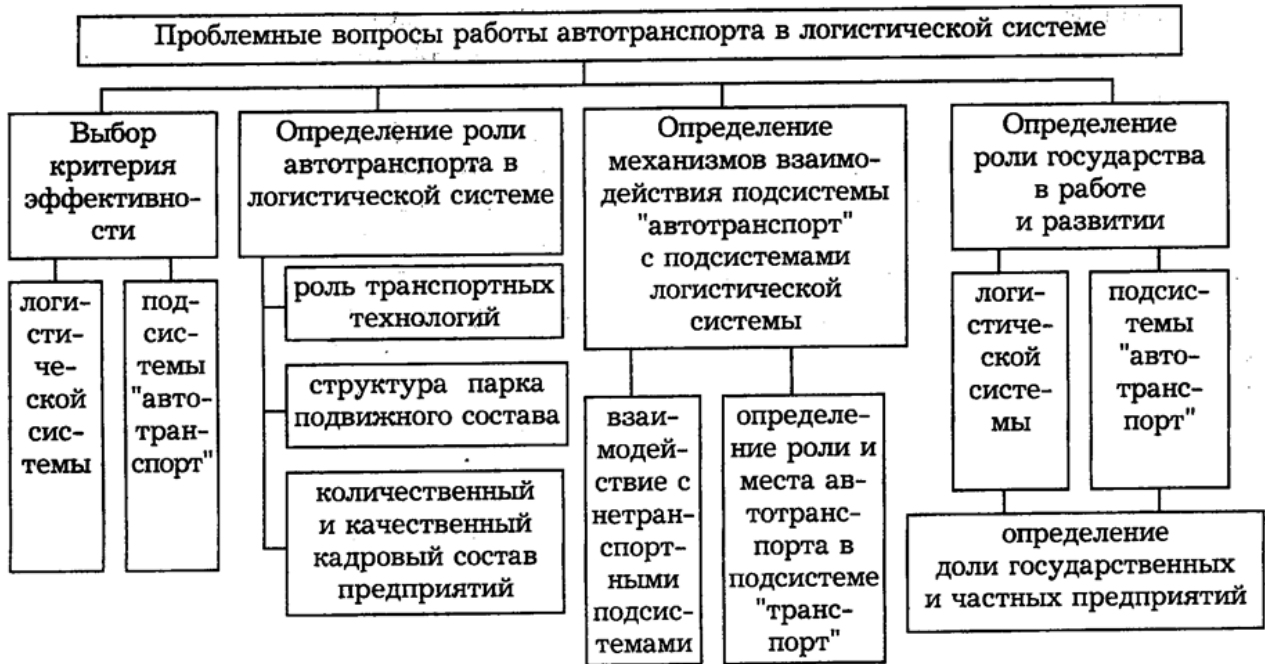 Проблемные вопросы работы автотранспорта в логистической системе
Выбор
критерия
эффективно-
сти
логи-
сти-
че-
ской
сис-
темы
под-
сис-
темы
"авто-
тран-
спорт"
Определение роли
автотранспорта в
логистической системе
роль транспортных
технологий
структура парка
подвижного состава
количественный
и качественный
кадровый состав
предприятий
Определение
механизмов взаимо-
действия подсистемы
"автотранспорт"
с подсистемами
логистической
системы
взаи-
модей-
ствие с
нетран-
спорт-
ными
подсис-
темами
определе-
ние роли и
места ав-
тотранс-
порта в
подсистеме
"транс-
порт"
Определение
роли государства
в работе
и развитии
логи-
стиче-
ской
систе-
мы
подсис-
темы
"авто-
транс-
порт"
определение
доли государственных
и частных предприятий